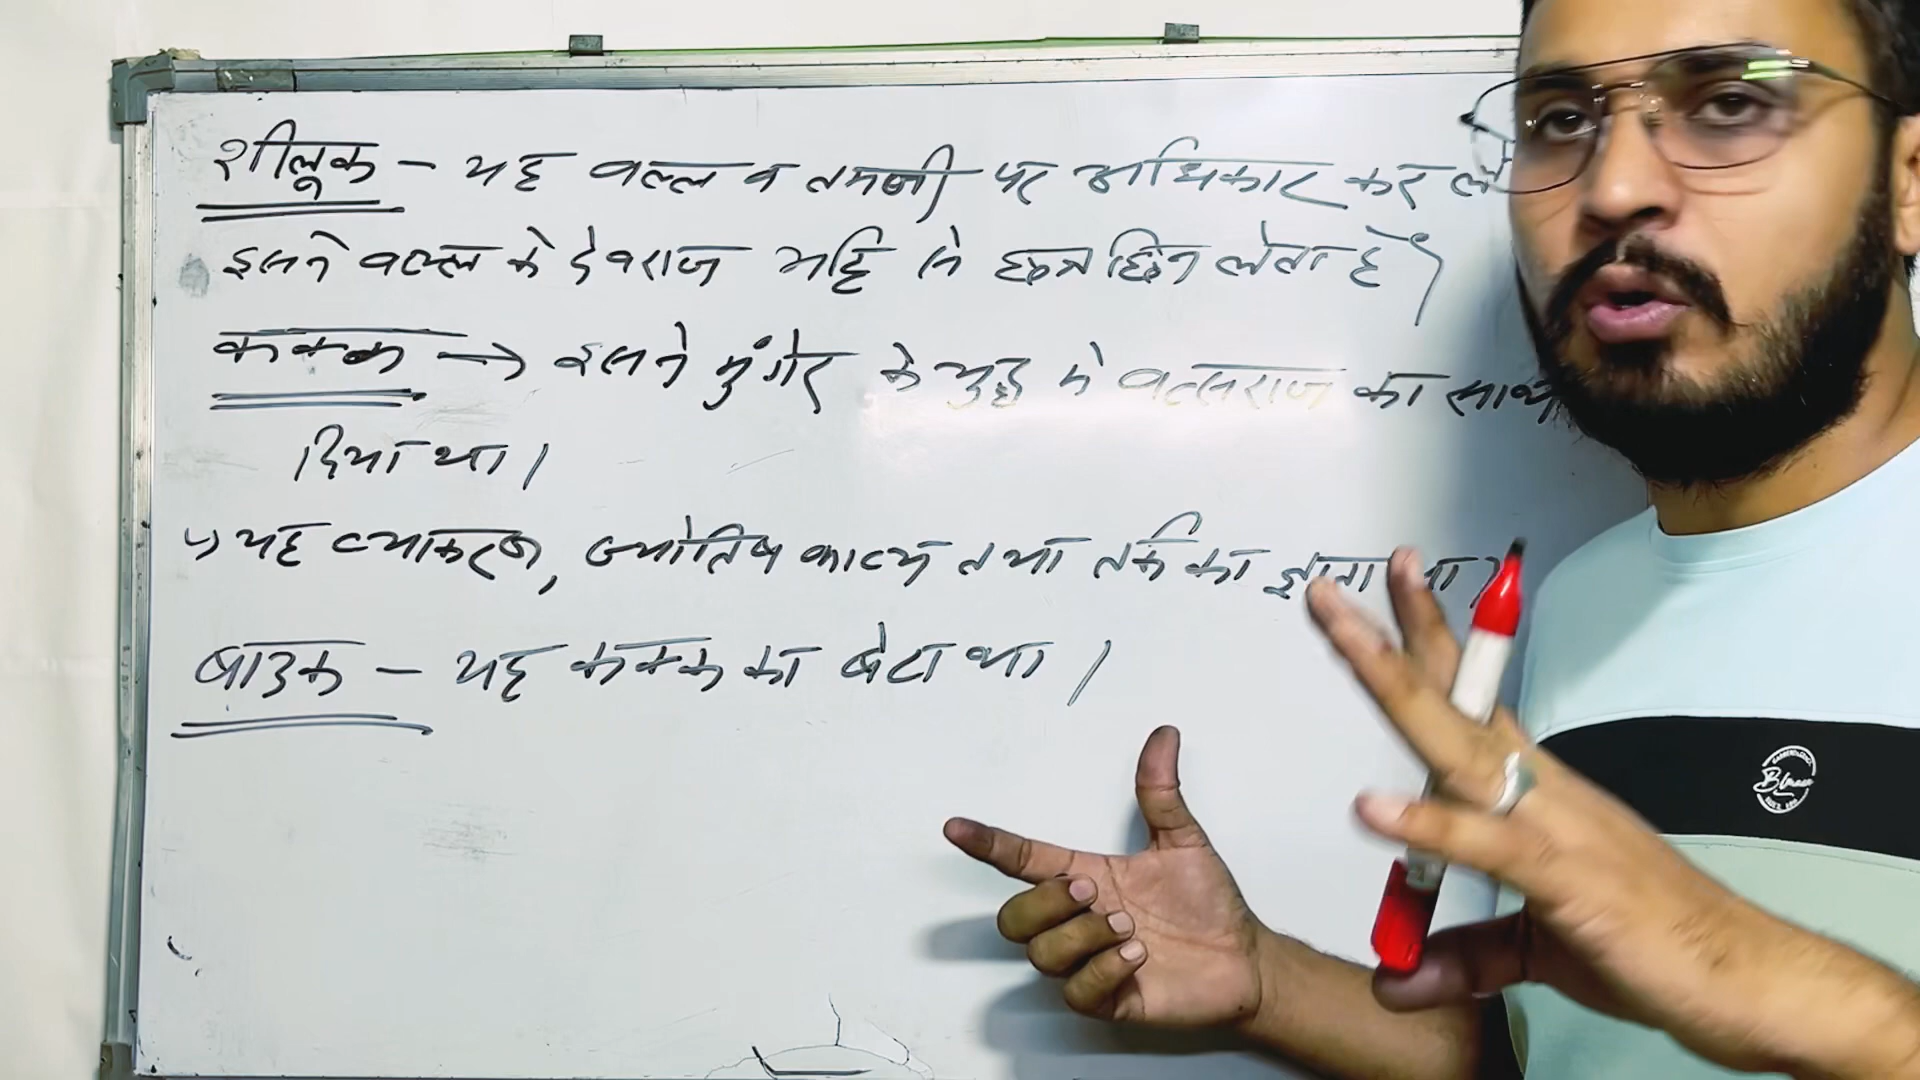 शीलूक - यह वल्ल व तमणी पर अधिकार कर
इसने वल्ल के देवराज भट्टि से छत्र छिन लेता है।
कक्क → इसने मुंगेर के युद्ध मे वत्सराज का साथ
दिया था।
यह व्याकरण, ज्योतिष काव्य तथा तर्क का ज्ञाता था।
बाउक - यह कक्क का बेटा था।